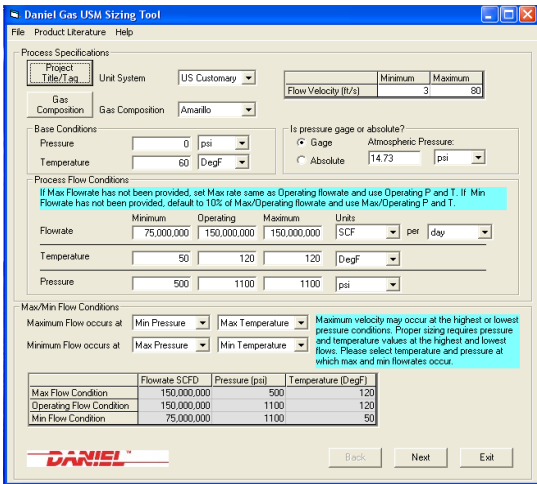 Daniel Gas USM Sizing Tool
File Product Literature Help
Process Specifications
Project
Title/Tag
Unit System US Customary
Minimum Maximum
Flow Velocity (ft/s) 3 80
Gas
Composition
Gas Composition Amarillo
Base Conditions
Pressure 0 psi
Temperature 60 DegF
Is pressure gage or absolute?
Gage Atmospheric Pressure:
Absolute 14.73 psi
Process Flow Conditions
If Max Flowrate has not been provided, set Max rate same as Operating flowrate and use Operating P and T. If Min
Flowrate has not been provided, default to 10% of Max/Operating flowrate and use Max/Operating P and T.
Minimum Operating Maximum Units
Flowrate 75,000,000 150,000,000 150,000,000 SCF per day
Temperature 50 120 120 DegF
Pressure 500 1100 1100 psi
Max/Min Flow Conditions
Maximum Flow occurs at Min Pressure Max Temperature
Minimum Flow occurs at Max Pressure Min Temperature
Maximum velocity may occur at the highest or lowest
pressure conditions. Proper sizing requires pressure
and temperature values at the highest and lowest
flows. Please select temperature and pressure at
which max and min flowrates occur.
Flowrate SCFD Pressure (psi) Temperature (DegF)
Max Flow Condition 150,000,000 500 120
Operating Flow Condition 150,000,000 1100 120
Min Flow Condition 75,000,000 1100 50
DANIEL™
Back Next Exit